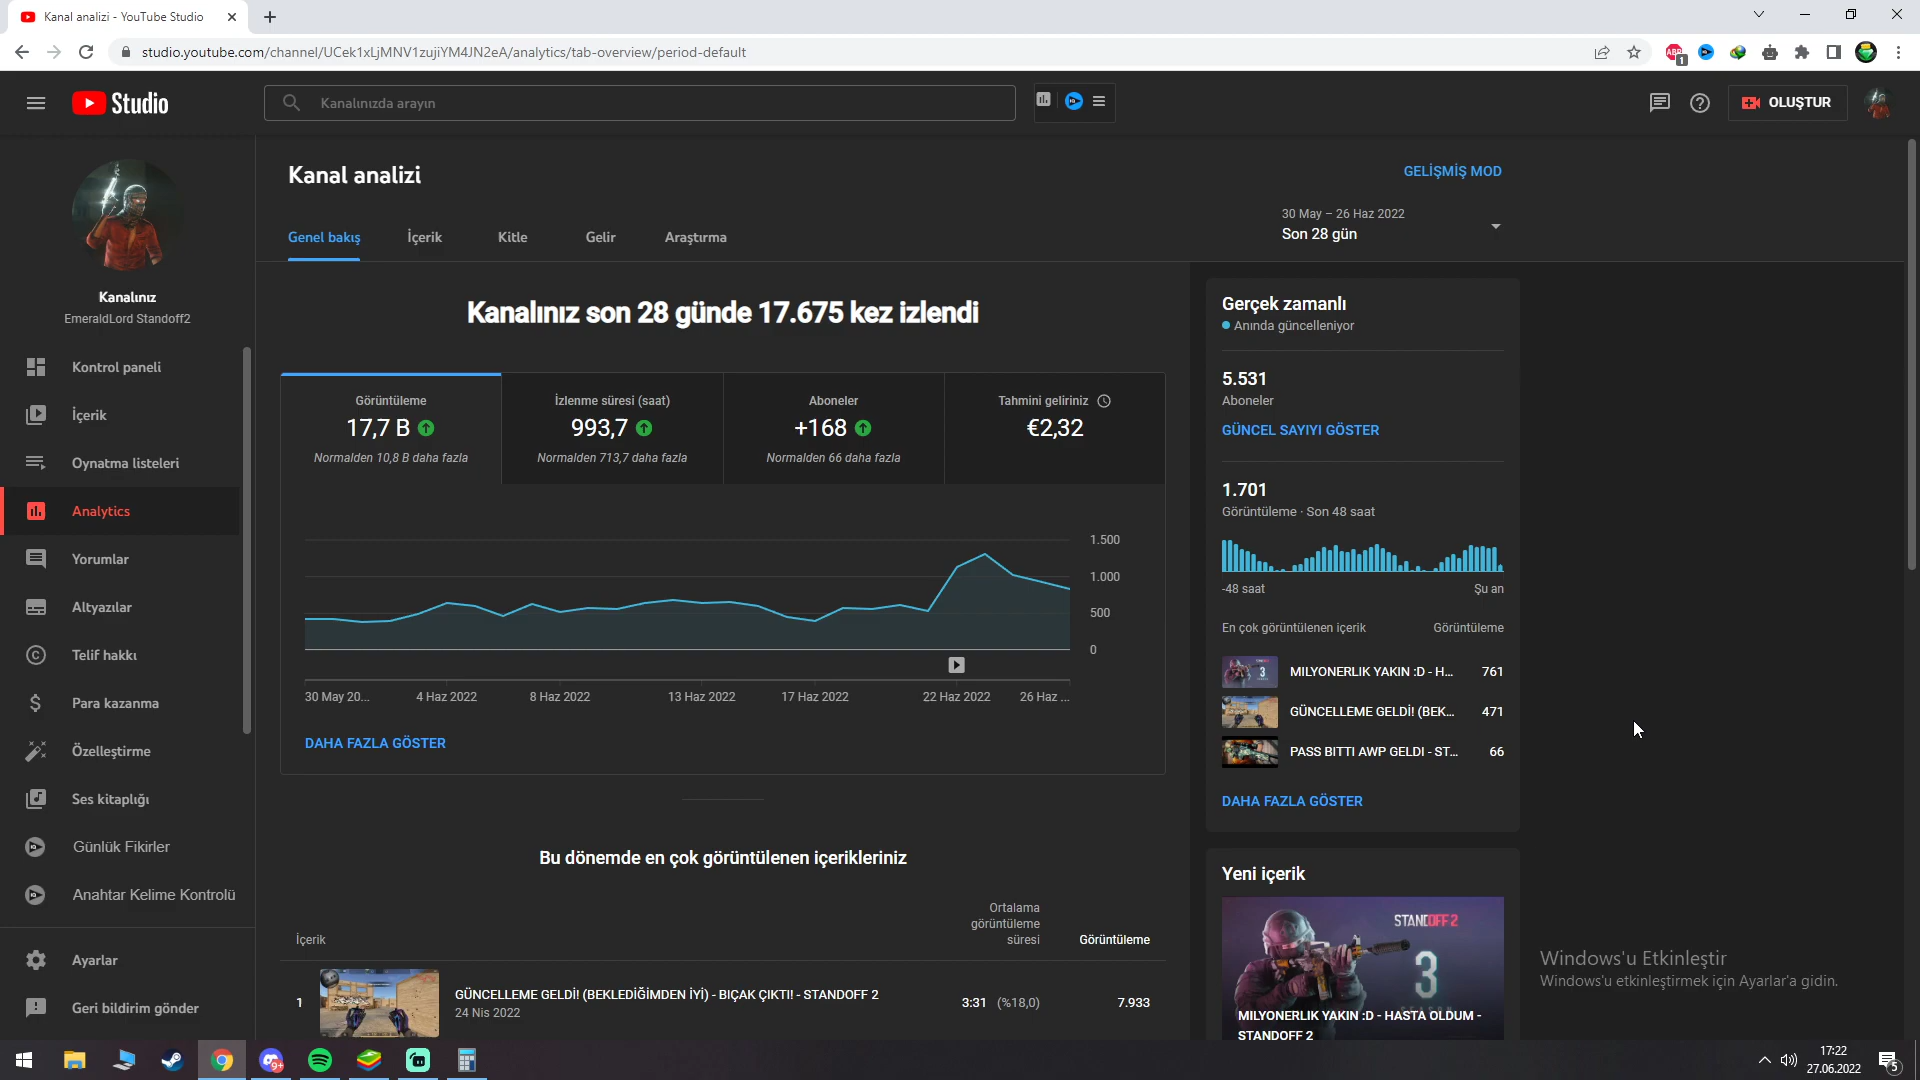 Kanal analizi - YouTube Studio
studio.youtube.com/channel/UCek1xLjMNV1zujiYM4JN2eA/analytics/tab-overview/period-default
ABP
1
Studio
Kanalınızda arayın
OLUŞTUR
Kanalınız
EmeraldLord Standoff2
Kontrol paneli
İçerik
Oynatma listeleri
Analytics
Yorumlar
Altyazılar
Telif hakkı
Para kazanma
Özelleştirme
Ses kitaplığı
Günlük Fikirler
Anahtar Kelime Kontrolü
Ayarlar
Geri bildirim gönder
Kanal analizi
GELİŞMİŞ MOD
Genel bakış
İçerik
Kitle
Gelir
Araştırma
30 May – 26 Haz 2022
Son 28 gün
Kanalınız son 28 günde 17.675 kez izlendi
Görüntüleme
17,7 B
Normalden 10,8 B daha fazla
İzlenme süresi (saat)
993,7
Normalden 713,7 daha fazla
Aboneler
+168
Normalden 66 daha fazla
Tahmini geliriniz
€2,32
1.500
1.000
500
0
30 May 20...
4 Haz 2022
8 Haz 2022
13 Haz 2022
17 Haz 2022
22 Haz 2022
26 Haz ...
DAHA FAZLA GÖSTER
Bu dönemde en çok görüntülenen içerikleriniz
İçerik
Ortalama
görüntüleme
süresi
Görüntüleme
1
GÜNCELLEME GELDİ! (BEKLEDİĞİMDEN İYİ) - BIÇAK ÇIKTI! - STANDOFF 2
24 Nis 2022
3:31 (%18,0)
7.933
Gerçek zamanlı
Anında güncelleniyor
5.531
Aboneler
GÜNCEL SAYIYI GÖSTER
1.701
Görüntüleme · Son 48 saat
-48 saat
Şu an
En çok görüntülenen içerik
Görüntüleme
MILYONERLIK YAKIN :D - H...
761
GÜNCELLEME GELDİ! (BEK...
471
PASS BITTI AWP GELDI - ST...
66
DAHA FAZLA GÖSTER
Yeni içerik
STANDOFF 2
3
MILYONERLIK YAKIN :D - HASTA OLDUM -
STANDOFF 2
Windows'u Etkinleştir
Windows'u etkinleştirmek için Ayarlar'a gidin.
9+
17:22
27.06.2022
5